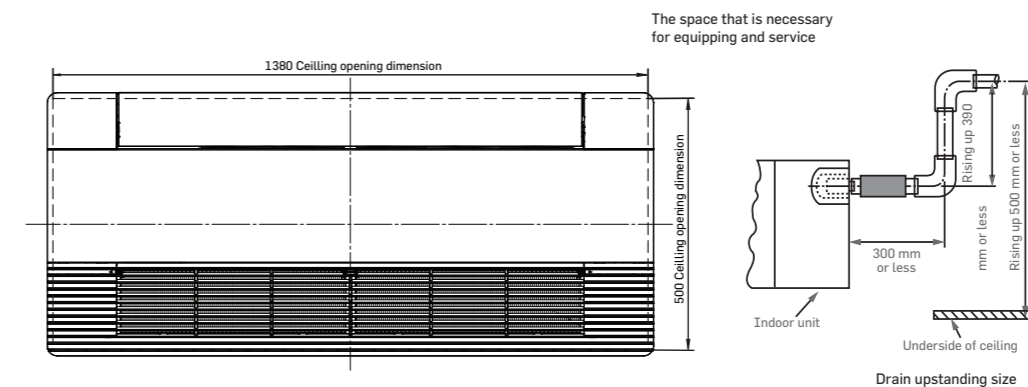 The space that is necessary
for equipping and service
1380 Ceilling opening dimension
500 Ceilling opening dimension
Rising up 390
mm or less
Rising up 500 mm or less
300 mm
or less
Indoor unit
Underside of ceiling
Drain upstanding size